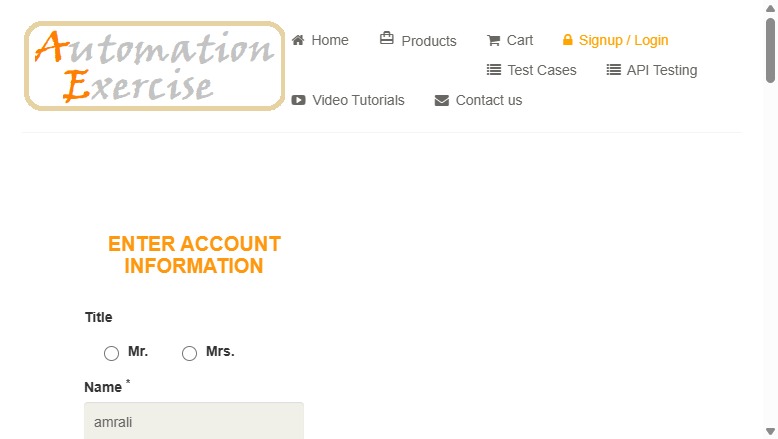 Automation
Exercise
Home Products Cart Signup / Login
Test Cases API Testing
Video Tutorials Contact us
ENTER ACCOUNT
INFORMATION
Title
Mr. Mrs.
Name *
amrali